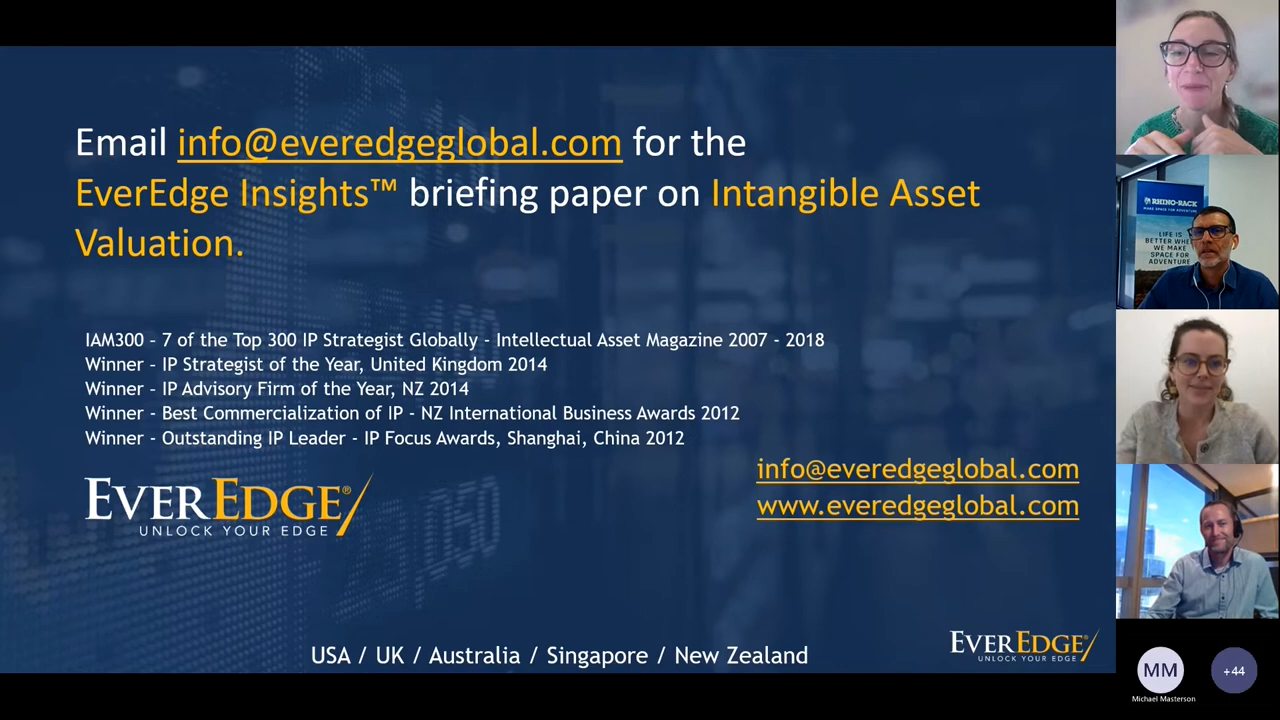 Email info@everedgeglobal.com for the
EverEdge Insights™ briefing paper on Intangible Asset
Valuation.
IAM300 - 7 of the Top 300 IP Strategist Globally - Intellectual Asset Magazine 2007 - 2018
Winner - IP Strategist of the Year, United Kingdom 2014
Winner - IP Advisory Firm of the Year, NZ 2014
Winner - Best Commercialization of IP - NZ International Business Awards 2012
Winner - Outstanding IP Leader - IP Focus Awards, Shanghai, China 2012
info@everedgeglobal.com
www.everedgeglobal.com
EVEREDGE®
UNLOCK YOUR EDGE
USA / UK / Australia / Singapore / New Zealand
EVEREDGE®
UNLOCK YOUR EDGE
RHINO-RACK
MAKE SPACE FOR ADVENTURE
LIFE IS
BETTER WHEN
WE MAKE
SPACE FOR
ADVENTURE
MM
+44
Michael Masterson